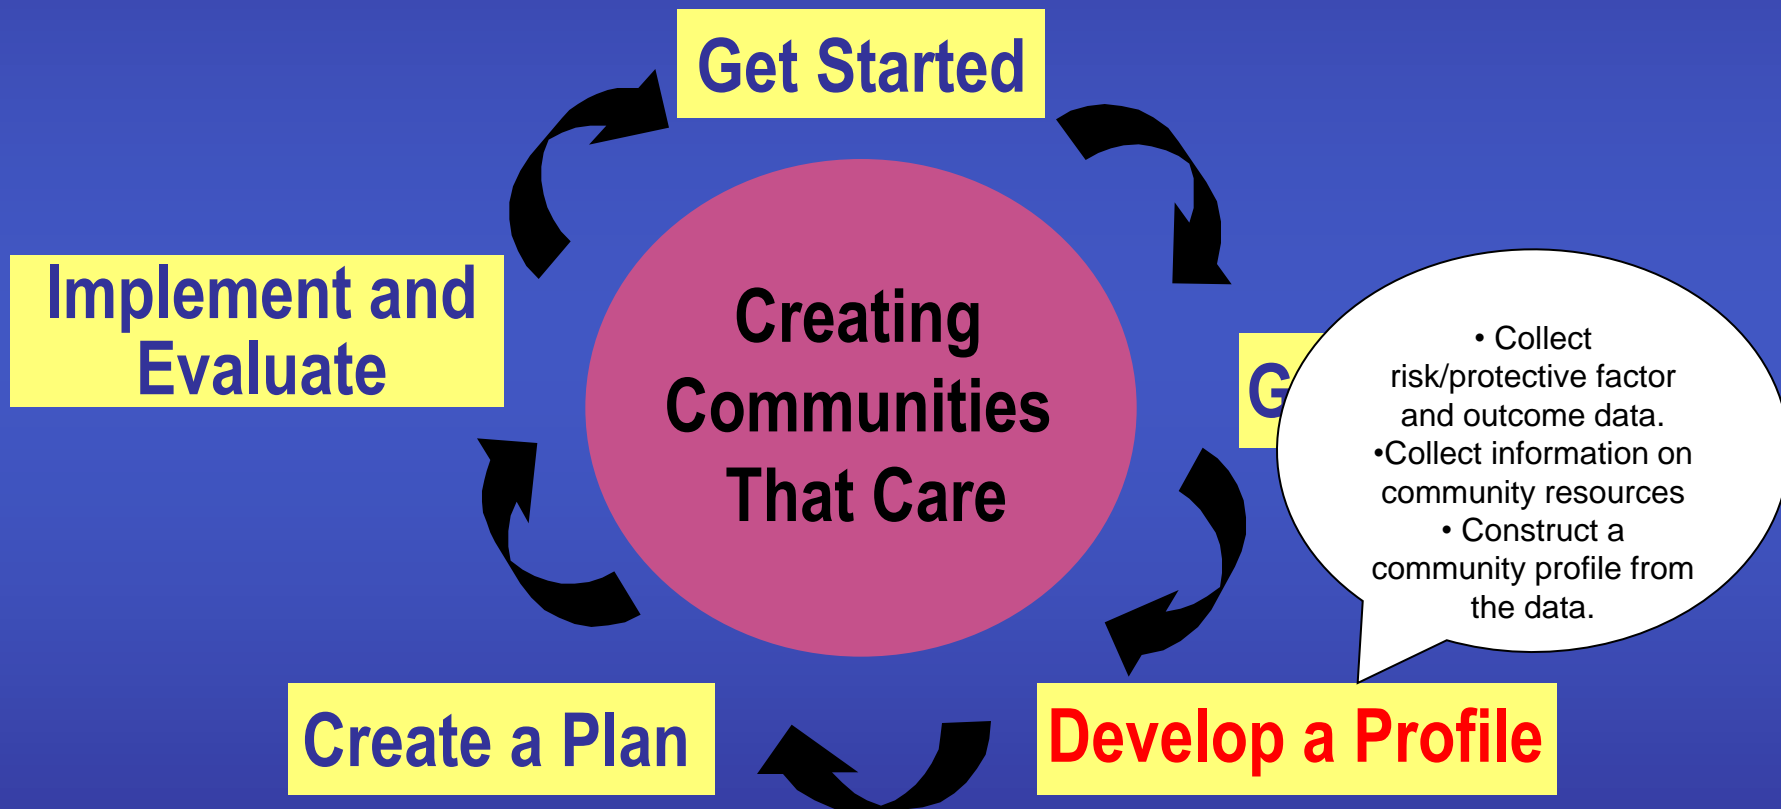 Get Started
Implement and
Evaluate
Creating
Communities
That Care
• Collect
risk/protective factor
and outcome data.
•Collect information on
community resources
• Construct a
community profile from
the data.
Create a Plan
Develop a Profile